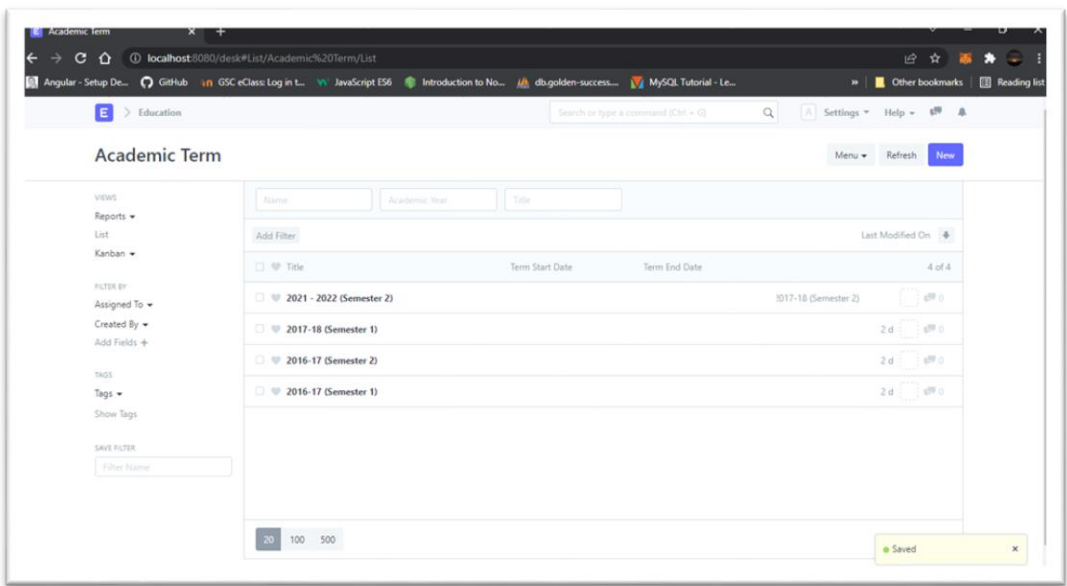 E Academic Term
localhost:8080/desk#List/Academic%20Term/List
Angular - Setup De... GitHub GSC eClass: Log in t... JavaScript ES6 Introduction to No... db.golden-success.... MySQL Tutorial - Le... » Other bookmarks Reading list
E > Education Search or type a command (Ctrl + G) A Settings Help
Academic Term Menu Refresh New
VIEWS
Reports
List
Kanban
FILTER BY
Assigned To
Created By
Add Fields +
TAGS
Tags
Show Tags
SAVE FILTER
Filter Name
Name Academic Year Title
Add Filter Last Modified On
Title Term Start Date Term End Date 4 of 4
2021 - 2022 (Semester 2) 2017-18 (Semester 2) 0
2017-18 (Semester 1) 2 d 0
2016-17 (Semester 2) 2 d 0
2016-17 (Semester 1) 2 d 0
20 100 500
Saved ×